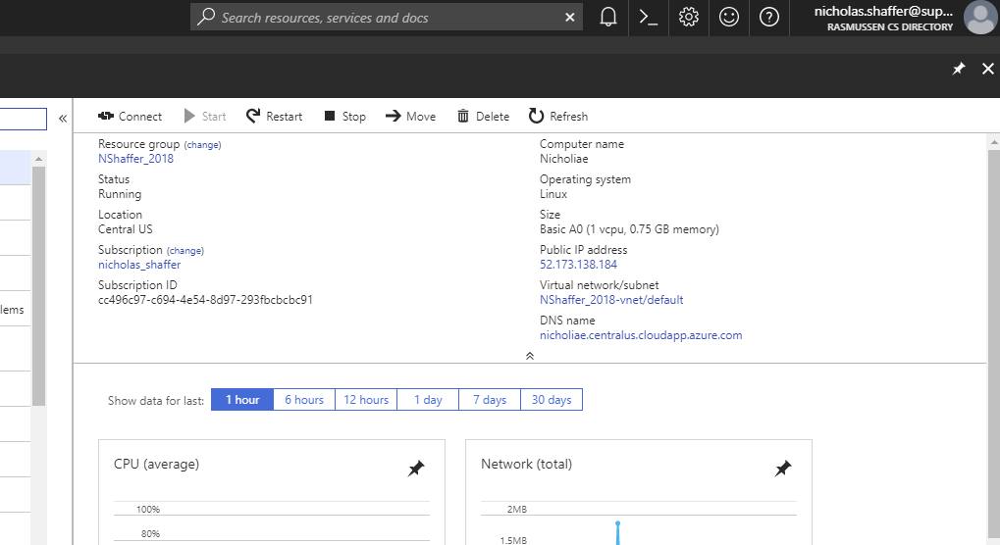 Search resources, services and docs
nicholas.shaffer@sup...
RASMUSSEN CS DIRECTORY
Connect Start Restart Stop Move Delete Refresh
Resource group (change)
NShaffer_2018
Status
Running
Location
Central US
Subscription (change)
nicholas_shaffer
Subscription ID
cc496c97-c694-4e54-8d97-293fbcbcbc91
Computer name
Nicholiae
Operating system
Linux
Size
Basic A0 (1 vcpu, 0.75 GB memory)
Public IP address
52.173.138.184
Virtual network/subnet
NShaffer_2018-vnet/default
DNS name
nicholiae.centralus.cloudapp.azure.com
lems
Show data for last: 1 hour 6 hours 12 hours 1 day 7 days 30 days
CPU (average)
100%
80%
Network (total)
2MB
1.5MB